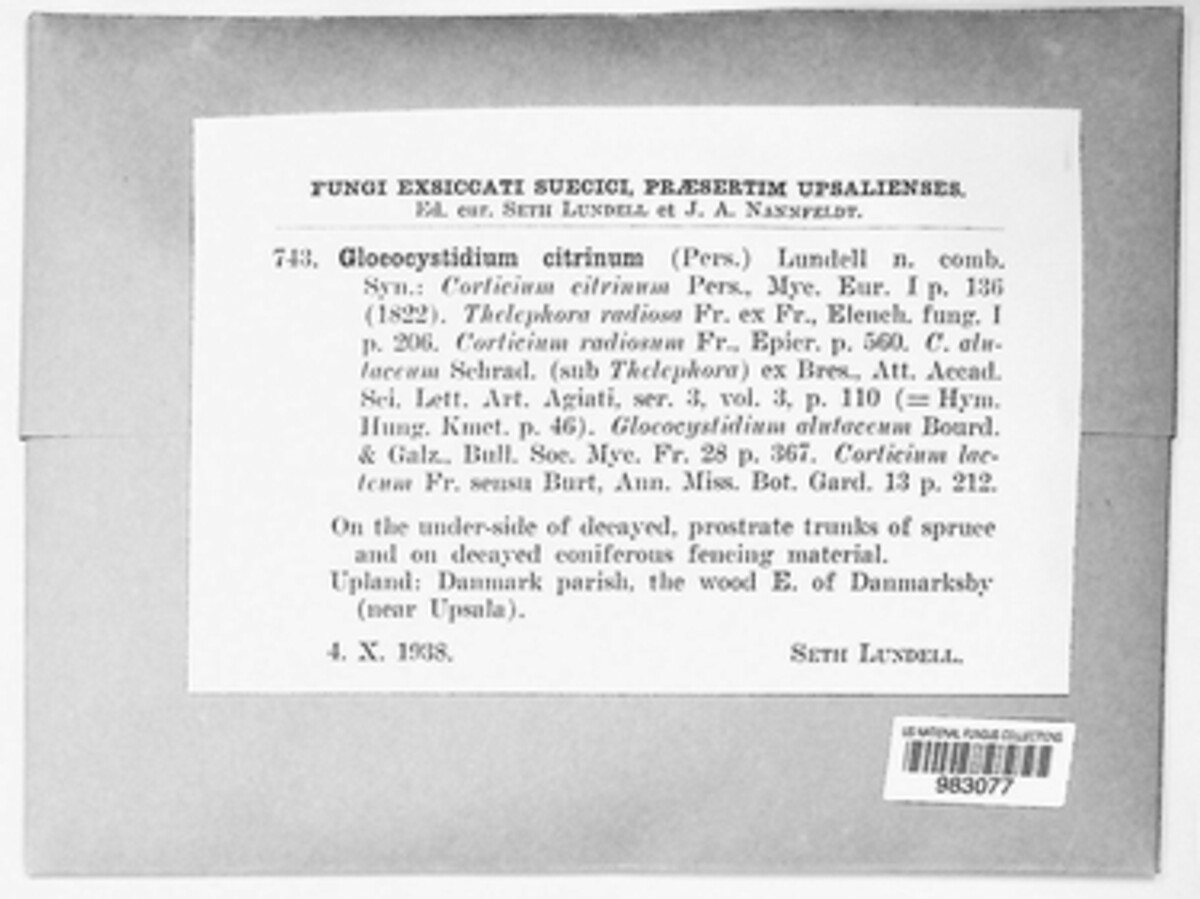 FUNGI EXSICCATI SUECICI, PRÆSERTIM UPSALIENSES.
Ed. cur. SETH LUNDELL et J. A. NANNFELDT.
743. Gloeocystidium citrinum (Pers.) Lundell n. comb.
Syn.: Corticium citrinum Pers., Myc. Eur. I p. 136
(1822). Thelephora radiosa Fr. ex Fr., Elench. fung. I
p. 206. Corticium radiosum Fr., Epicr. p. 560. C. alu-
taceum Schrad. (sub Thelephora) ex Bres., Att. Accad.
Sci. Lett. Art. Agiati, ser. 3, vol. 3, p. 110 (= Hym.
Hung. Kmet. p. 46). Gloeocystidium alutaceum Bourd.
& Galz., Bull. Soc. Myc. Fr. 28 p. 367. Corticium lac-
teum Fr. sensu Burt, Ann. Miss. Bot. Gard. 13 p. 212.
On the under-side of decayed, prostrate trunks of spruce
and on decayed coniferous fencing material.
Upland: Danmark parish, the wood E. of Danmarksby
(near Upsala).
4. X. 1938. SETH LUNDELL.
US NATIONAL FUNGUS COLLECTIONS
983077